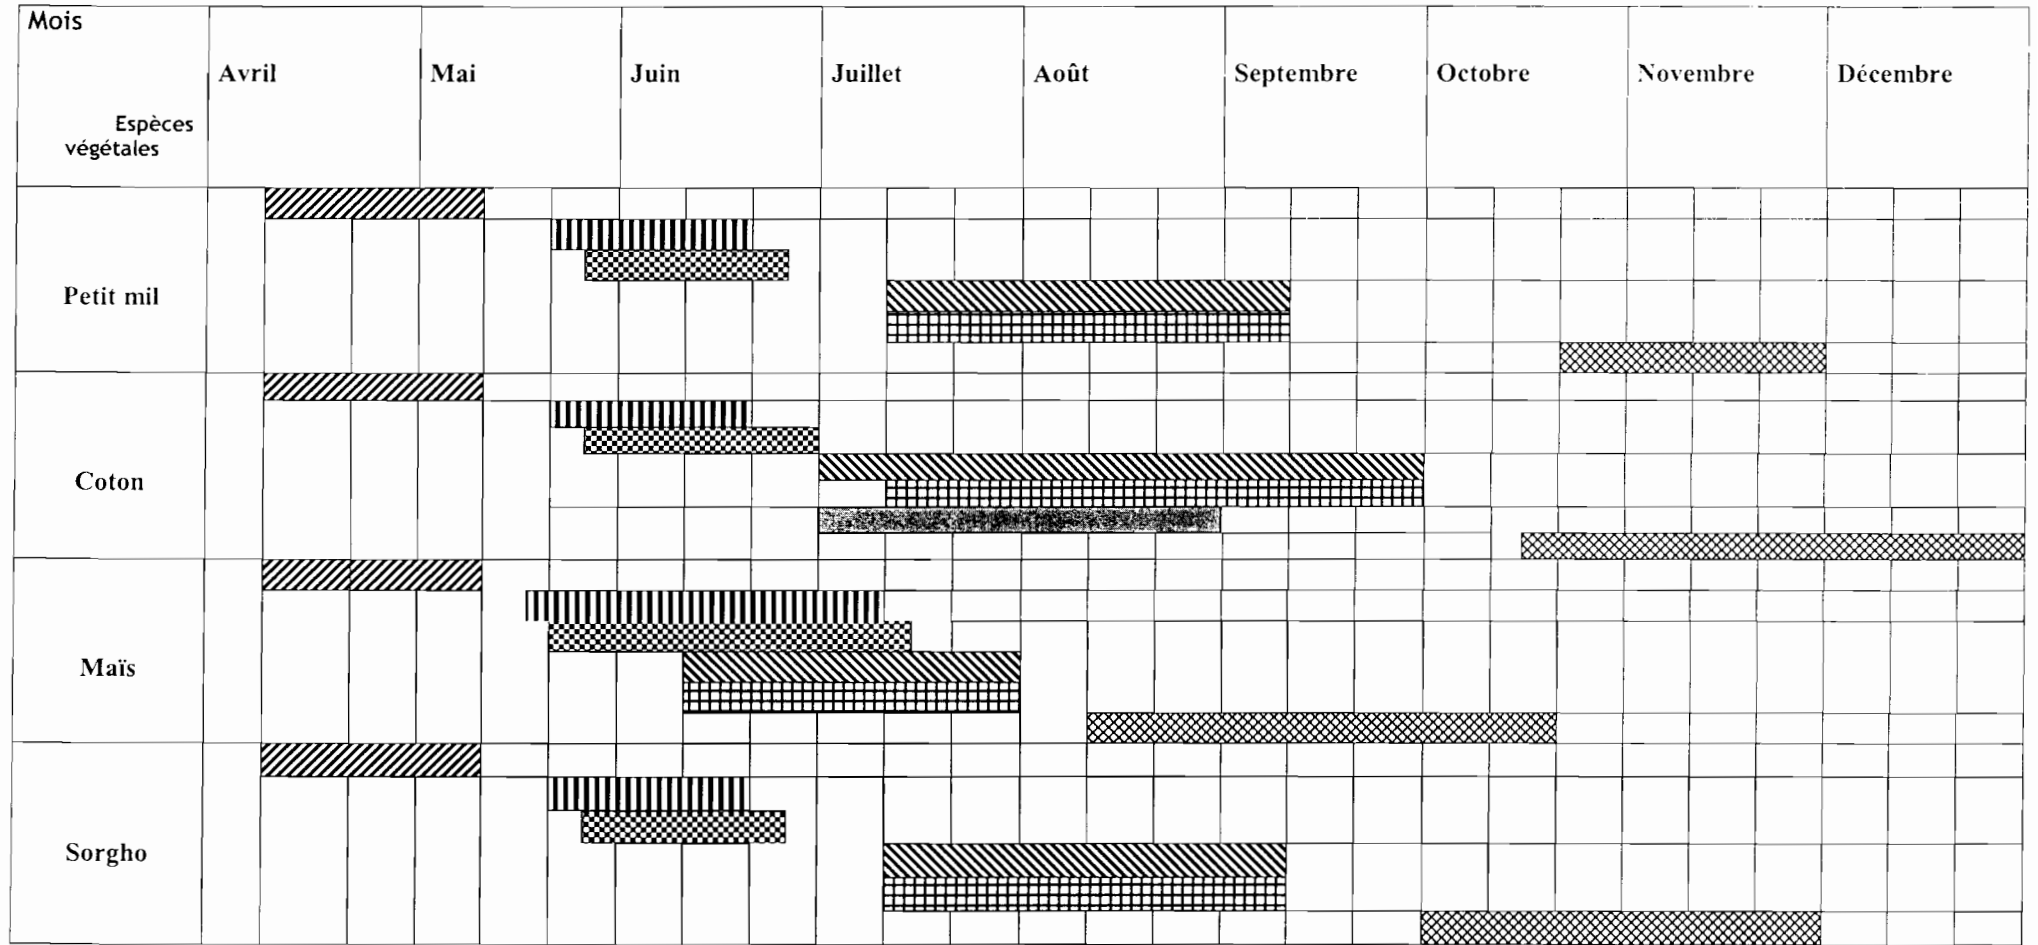 Mois
Avril
Mai
Juin
Juillet
Août
Septembre
Octobre
Novembre
Décembre
Espèces
végétales
Petit mil
Coton
Maïs
Sorgho